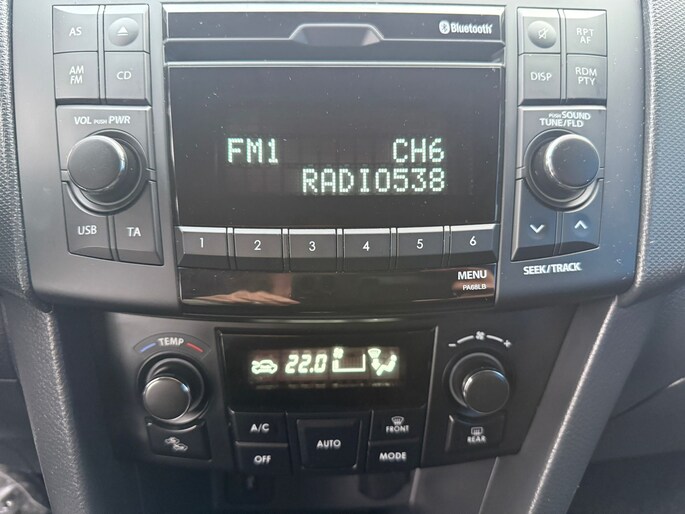 Bluetooth
AS
AM
FM
CD
RPT
AF
DISP
RDM
PTY
VOL PUSH PWR
PUSH SOUND
TUNE/FLD
FM1 CH6
RADIO538
USB
TA
1 2 3 4 5 6
SEEK/TRACK
MENU
PA68LB
TEMP
22.0
- +
A/C
OFF
AUTO
FRONT
MODE
REAR